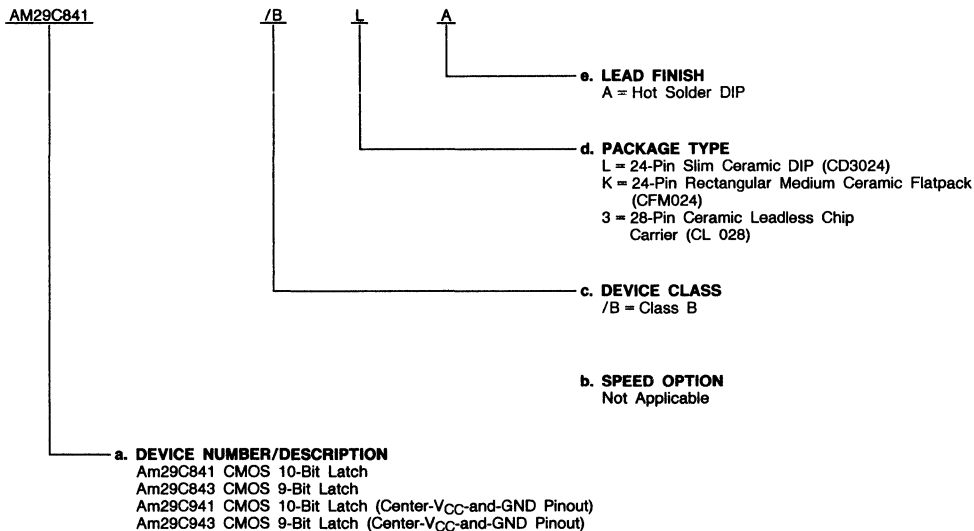 AM29C841 /B L A
e. LEAD FINISH
A = Hot Solder DIP
d. PACKAGE TYPE
L = 24-Pin Slim Ceramic DIP (CD3024)
K = 24-Pin Rectangular Medium Ceramic Flatpack
(CFM024)
3 = 28-Pin Ceramic Leadless Chip
Carrier (CL 028)
c. DEVICE CLASS
/B = Class B
b. SPEED OPTION
Not Applicable
a. DEVICE NUMBER/DESCRIPTION
Am29C841 CMOS 10-Bit Latch
Am29C843 CMOS 9-Bit Latch
Am29C941 CMOS 10-Bit Latch (Center-VCC-and-GND Pinout)
Am29C943 CMOS 9-Bit Latch (Center-VCC-and-GND Pinout)